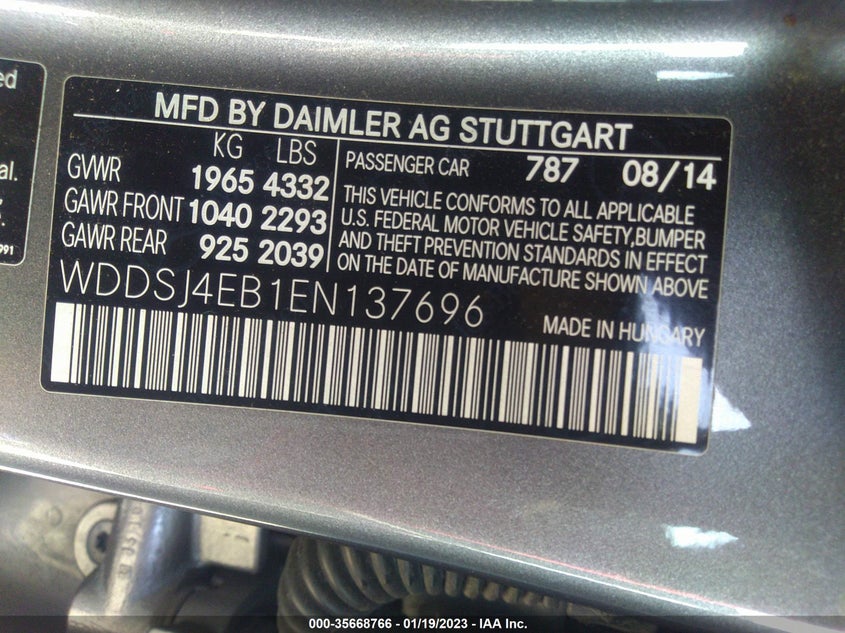 ed
al.
991
MFD BY DAIMLER AG STUTTGART
KG LBS
GVWR 1965 4332
GAWR FRONT 1040 2293
GAWR REAR 925 2039
PASSENGER CAR 787 08/14
THIS VEHICLE CONFORMS TO ALL APPLICABLE
U.S. FEDERAL MOTOR VEHICLE SAFETY,BUMPER
AND THEFT PREVENTION STANDARDS IN EFFECT
ON THE DATE OF MANUFACTURE SHOWN ABOVE
WDDSJ4EB1EN137696
MADE IN HUNGARY
000-35668766 - 01/19/2023 - IAA Inc.